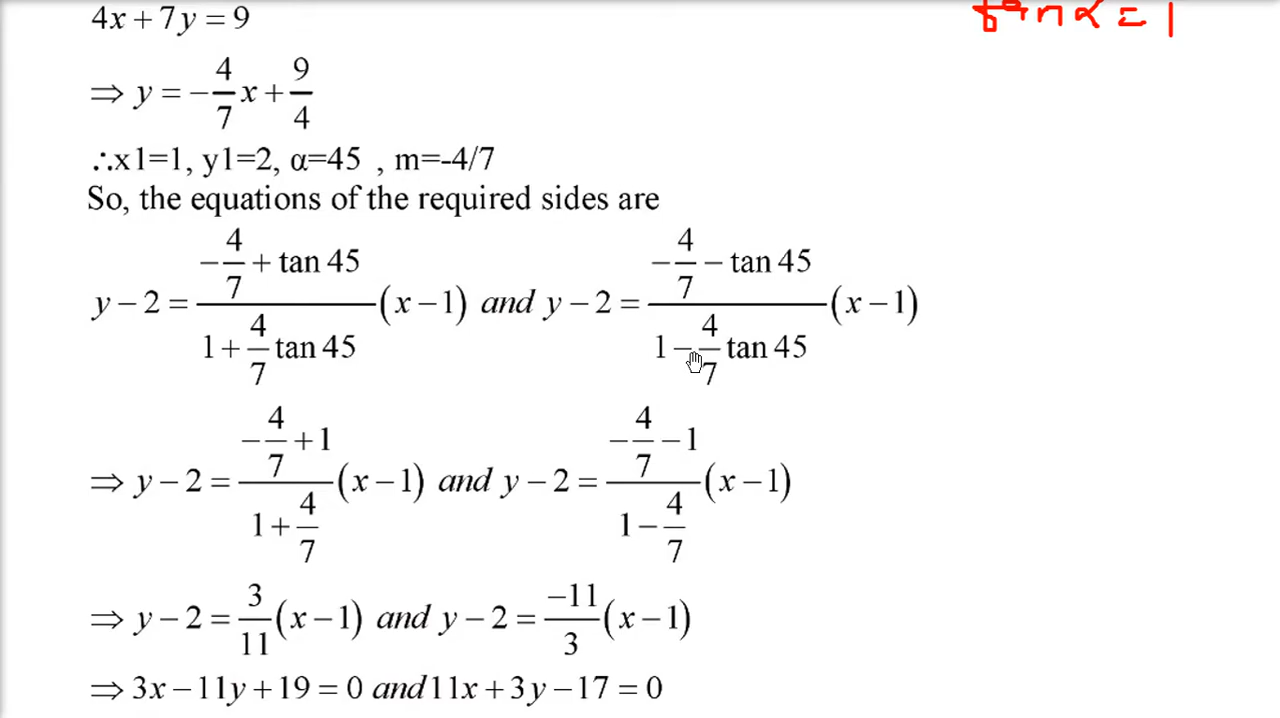 4x + 7y = 9
tanα = 1
⇒ y = -4/7 x + 9/4
∴x1=1, y1=2, α=45 , m=-4/7
So, the equations of the required sides are
y − 2 = (−4/7 + tan 45)/(1 + 4/7 tan 45) (x − 1) and y − 2 = (−4/7 − tan 45)/(1 − 4/7 tan 45) (x − 1)
⇒ y − 2 = (−4/7 + 1)/(1 + 4/7) (x − 1) and y − 2 = (−4/7 − 1)/(1 − 4/7) (x − 1)
⇒ y − 2 = 3/11 (x − 1) and y − 2 = −11/3 (x − 1)
⇒ 3x − 11y + 19 = 0 and 11x + 3y − 17 = 0